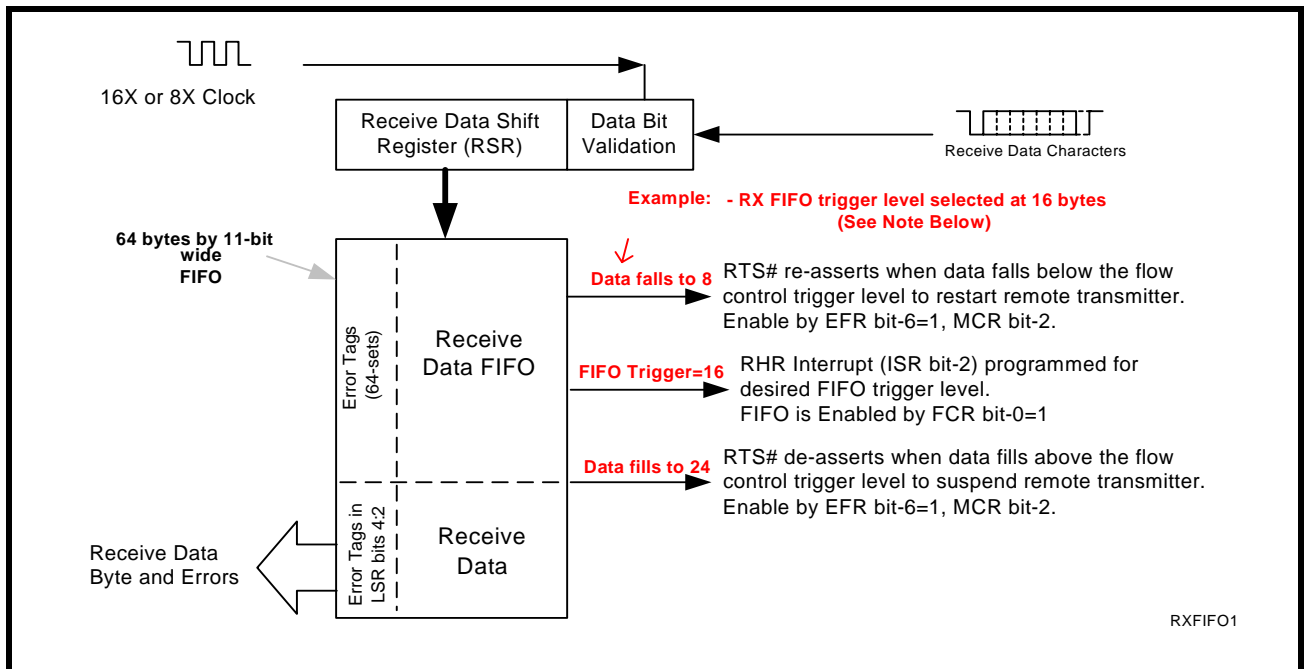 16X or 8X Clock
Receive Data Shift
Register (RSR)
Data Bit
Validation
Receive Data Characters
Example: - RX FIFO trigger level selected at 16 bytes
(See Note Below)
64 bytes by 11-bit
wide
FIFO
Error Tags
(64-sets)
Receive
Data FIFO
Data falls to 8
RTS# re-asserts when data falls below the flow
control trigger level to restart remote transmitter.
Enable by EFR bit-6=1, MCR bit-2.
FIFO Trigger=16
RHR Interrupt (ISR bit-2) programmed for
desired FIFO trigger level.
FIFO is Enabled by FCR bit-0=1
Data fills to 24
RTS# de-asserts when data fills above the flow
control trigger level to suspend remote transmitter.
Enable by EFR bit-6=1, MCR bit-2.
Receive Data
Byte and Errors
Error Tags in
LSR bits 4:2
Receive
Data
RXFIFO1